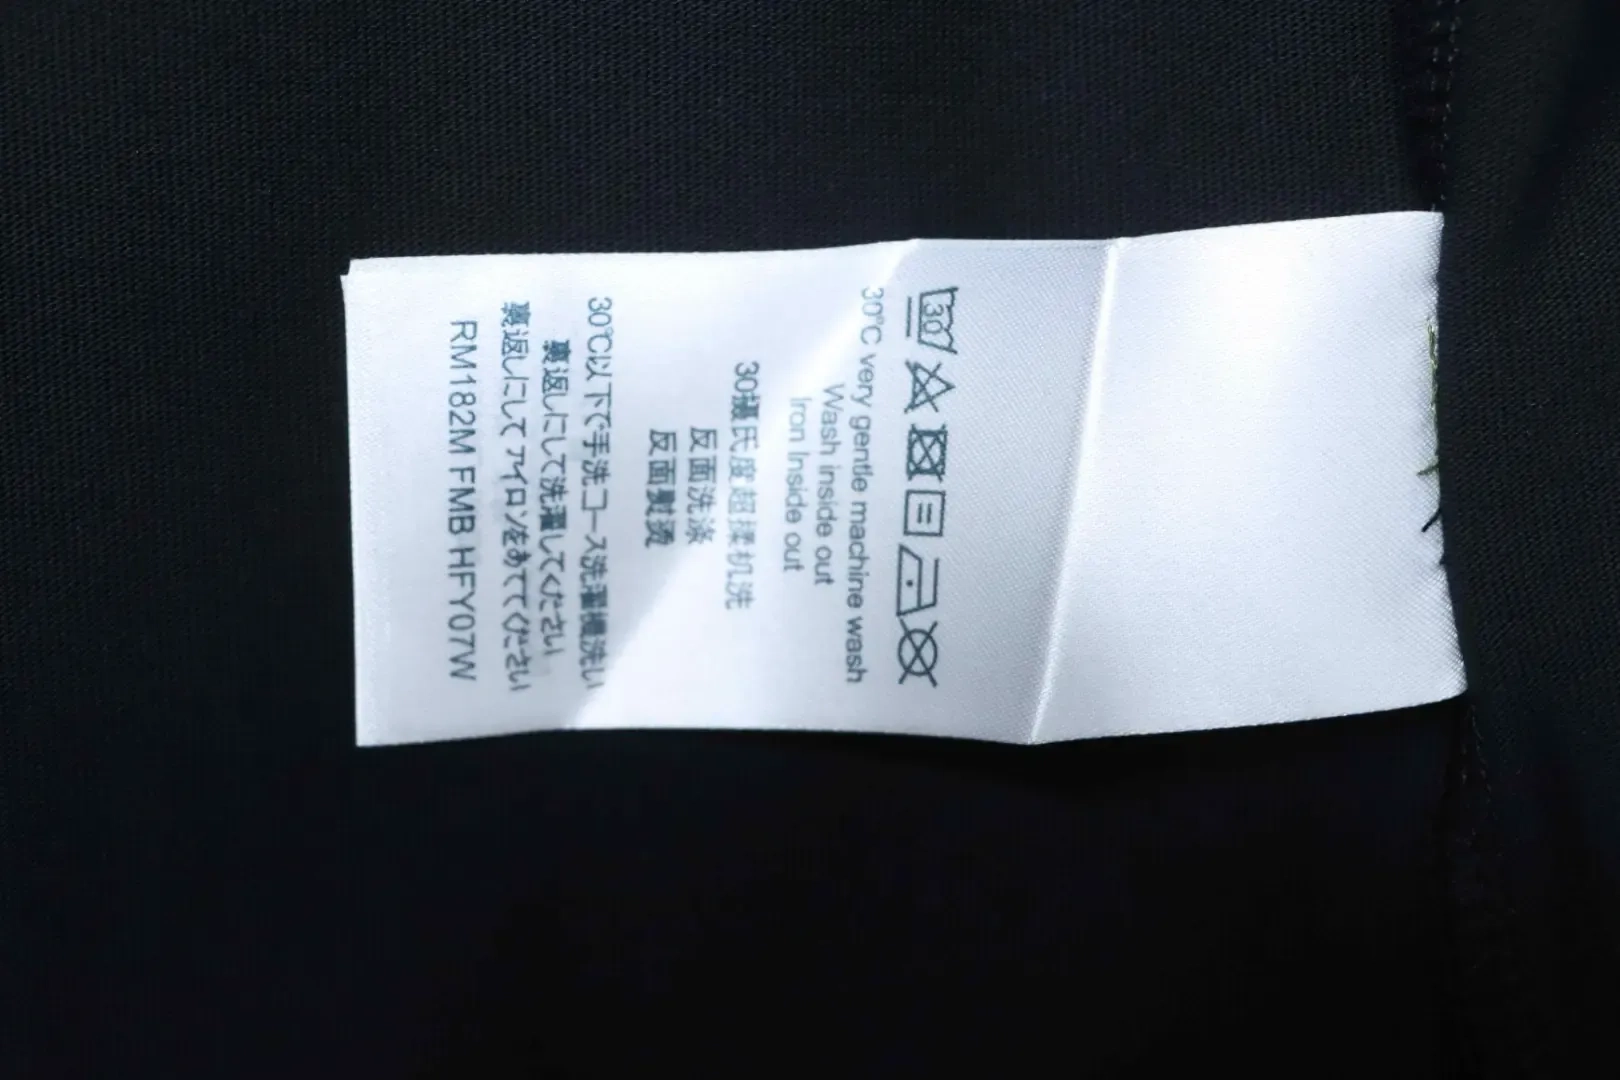 30
30°C very gentle machine wash
Wash inside out
Iron Inside out
30摄氏度超揉机洗
反面洗涤
反面熨烫
30℃以下で手洗コース洗濯機洗い
裏返しにして洗濯してください
裏返しにしてアイロンをあててください
RM182M FMB HFY07W